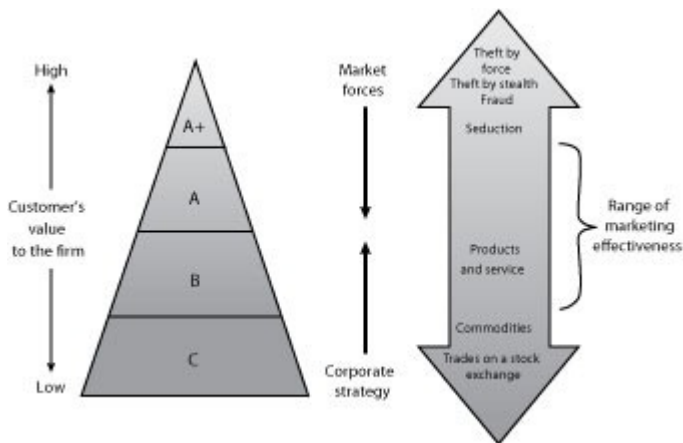 High
Customer's
value
to the firm
Low
A+
A
B
C
Market
forces
Corporate
strategy
Theft by
force
Theft by stealth
Fraud
Seduction
Products
and service
Commodities
Trades on a stock
exchange
Range of
marketing
effectiveness